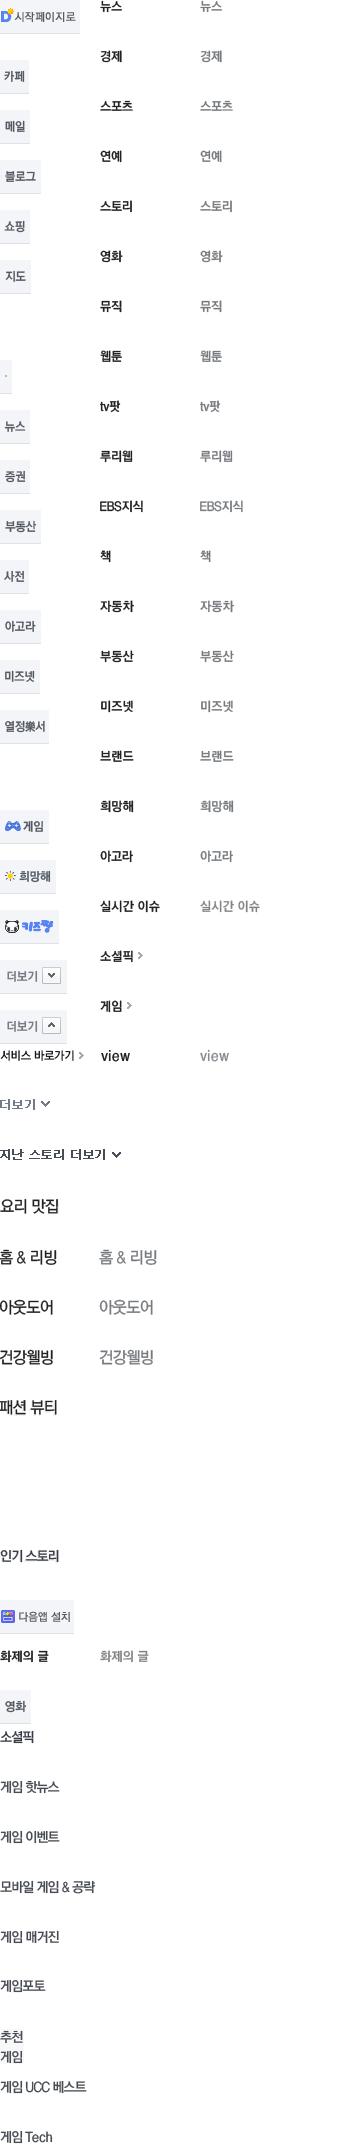 시작페이지로 뉴스 뉴스
경제 경제
카페
스포츠 스포츠
메일
연예 연예
블로그
스토리 스토리
쇼핑
영화 영화
지도
뮤직 뮤직
웹툰 웹툰
tv팟 tv팟
뉴스
루리웹 루리웹
증권
EBS지식 EBS지식
부동산
책 책
사전
자동차 자동차
아고라
부동산 부동산
미즈넷
미즈넷 미즈넷
열정樂서
브랜드 브랜드
희망해 희망해
게임
아고라 아고라
희망해
실시간 이슈 실시간 이슈
키즈짱
소셜픽 >
더보기
게임 >
더보기
서비스 바로가기 > view view
더보기
지난 스토리 더보기
요리 맛집
홈 & 리빙 홈 & 리빙
아웃도어 아웃도어
건강웰빙 건강웰빙
패션 뷰티
인기 스토리
다음앱 설치
화제의 글 화제의 글
영화
소셜픽
게임 핫뉴스
게임 이벤트
모바일 게임 & 공략
게임 매거진
게임포토
추천
게임
게임 UCC 베스트
게임 Tech